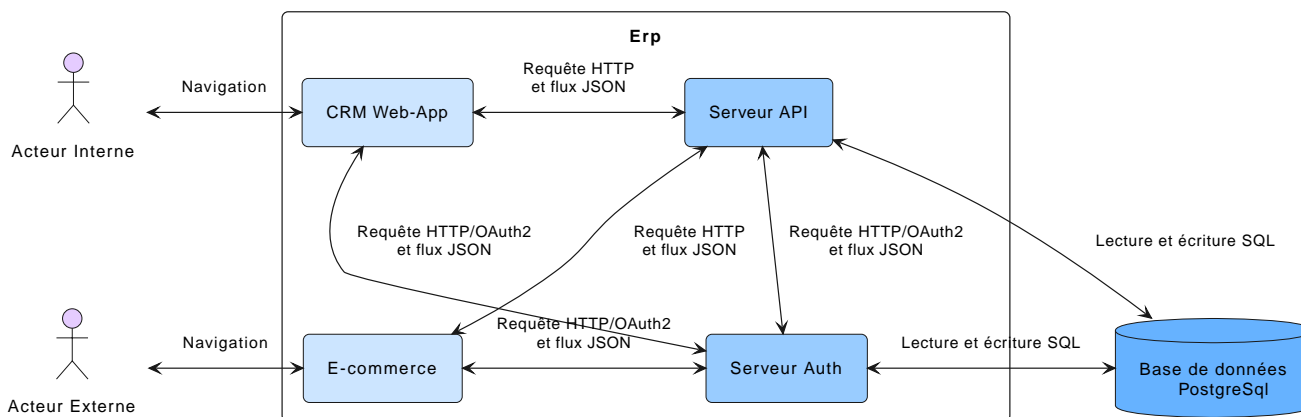 Erp
Requête HTTP
et flux JSON
Navigation
CRM Web-App
Serveur API
Acteur Interne
Requête HTTP/OAuth2
et flux JSON
Requête HTTP
et flux JSON
Requête HTTP/OAuth2
et flux JSON
Lecture et écriture SQL
Requête HTTP/OAuth2
et flux JSON
Navigation
Lecture et écriture SQL
E-commerce
Serveur Auth
Base de données
PostgreSql
Acteur Externe